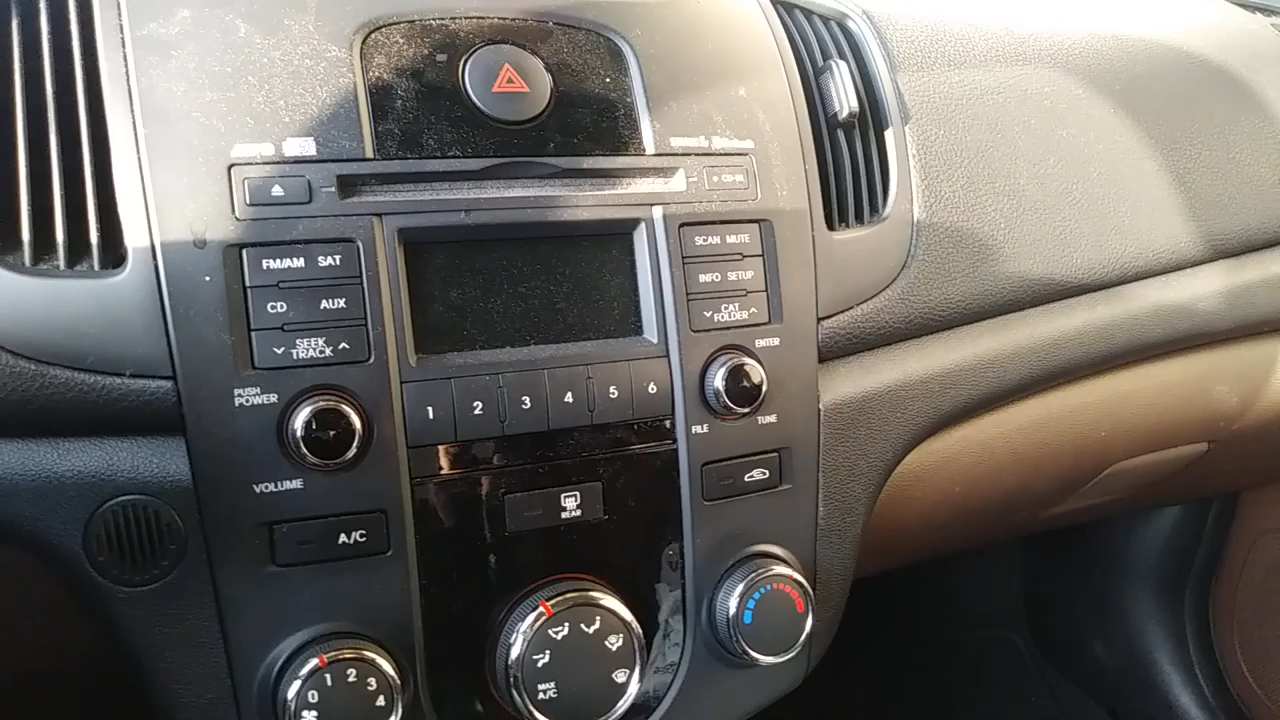 CD-IN
FM/AM SAT
SCAN MUTE
CD AUX
INFO SETUP
SEEK
TRACK
CAT
FOLDER
ENTER
PUSH
POWER
1 2 3 4 5 6
FILE
TUNE
VOLUME
REAR
A/C
0 1 2 3 4
MAX
A/C